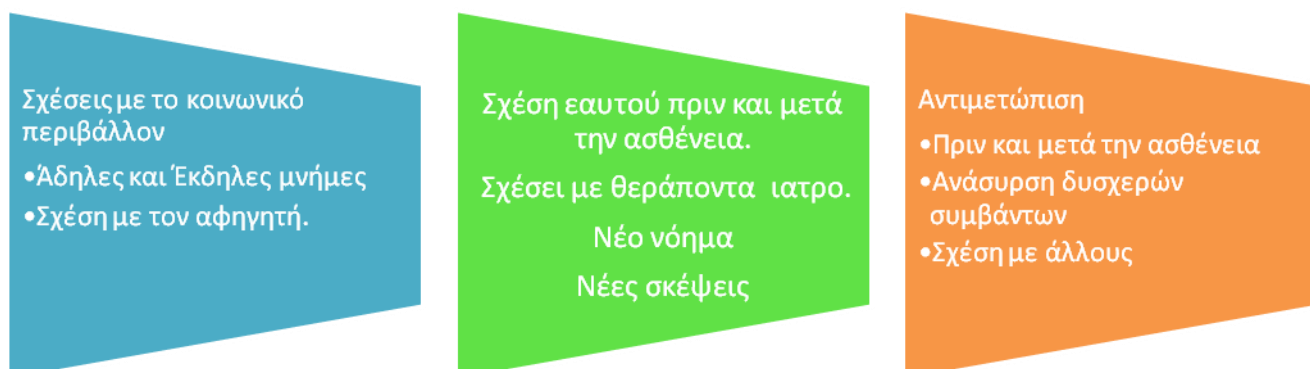 Σχέσεις με το κοινωνικό
περιβάλλον
•Άδηλες και Έκδηλες μνήμες
•Σχέση με τον αφηγητή.
Σχέση εαυτού πριν και μετά
την ασθένεια.
Σχέσει με θεράποντα ιατρο.
Νέο νόημα
Νέες σκέψεις
Αντιμετώπιση
•Πριν και μετά την ασθένεια
•Ανάσυρση δυσχερών
συμβάντων
•Σχέση με άλλους